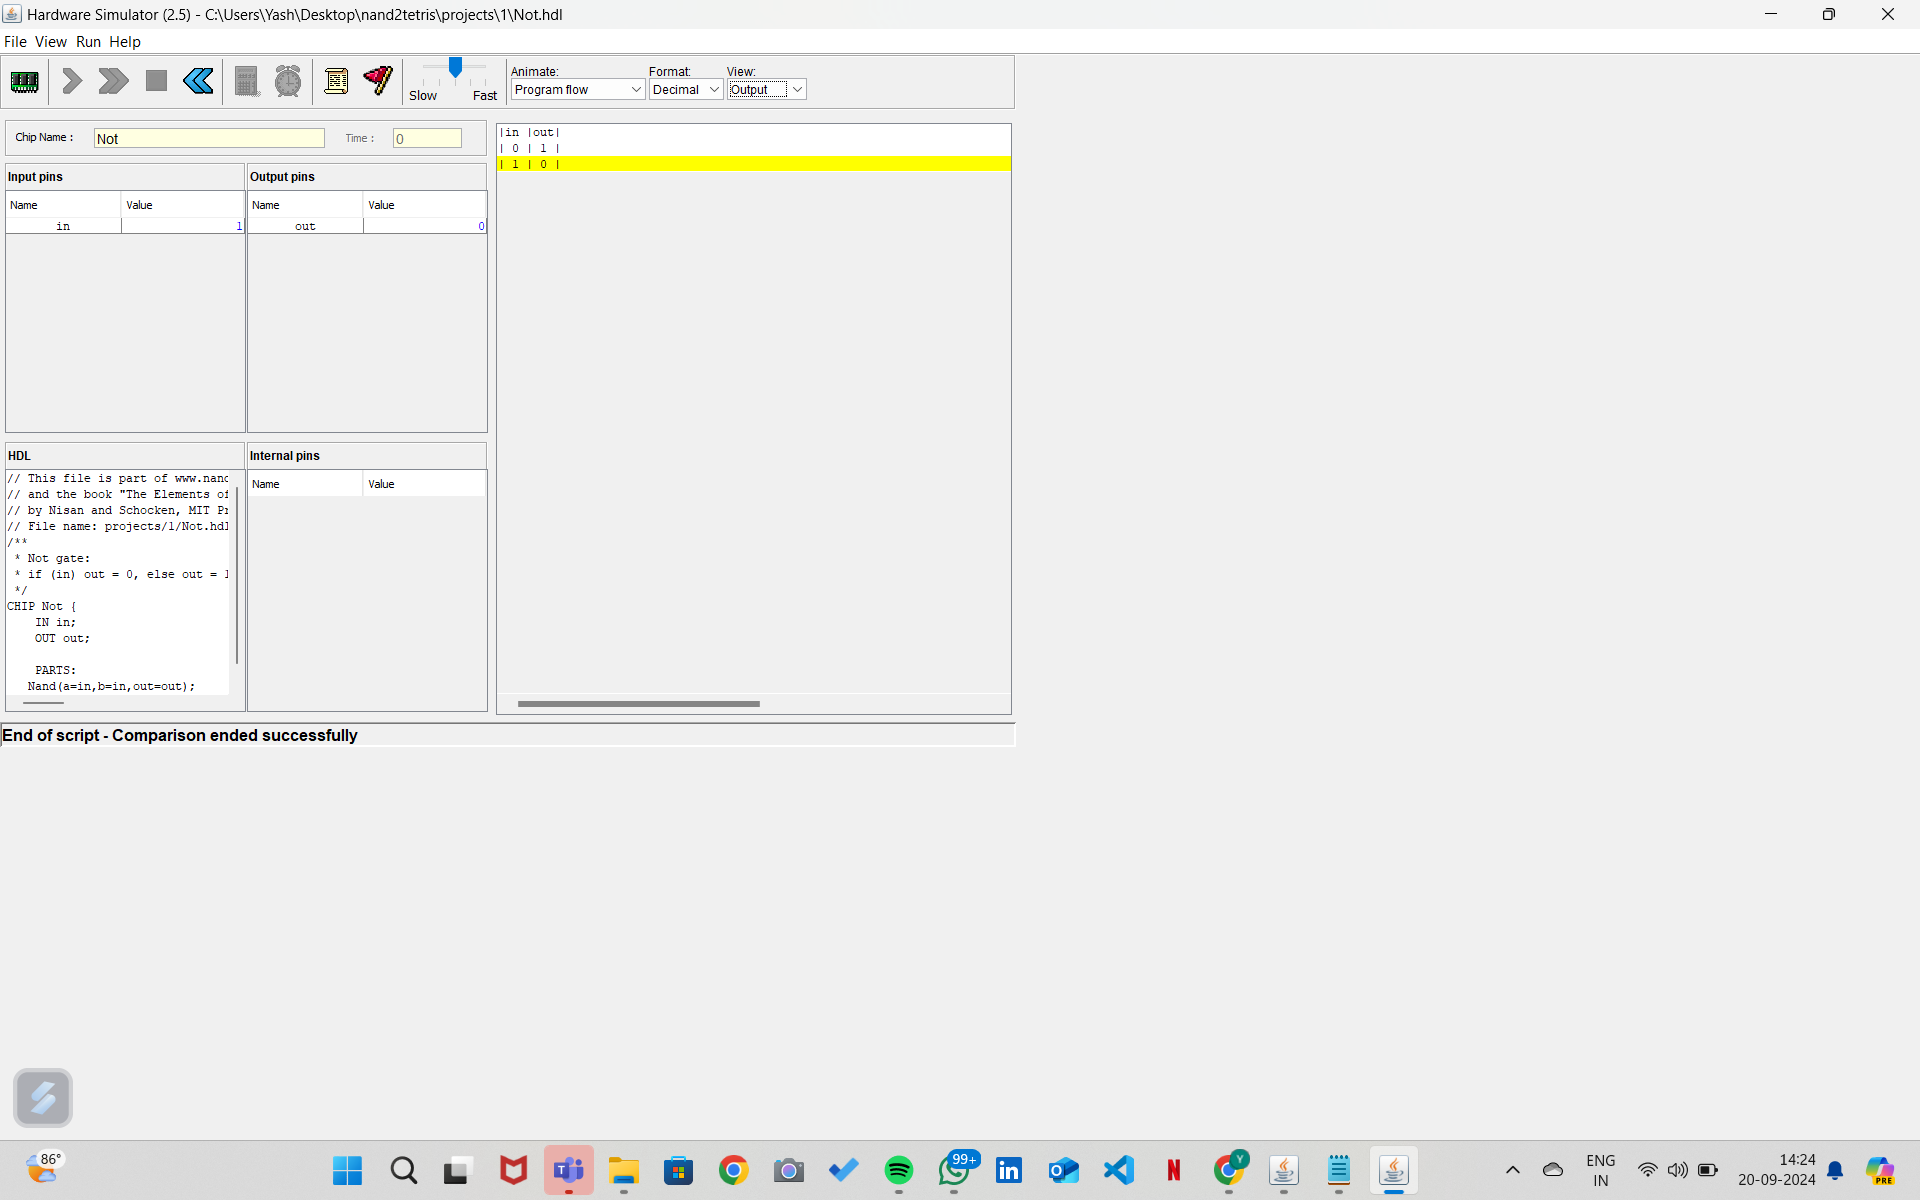 Hardware Simulator (2.5) - C:\Users\Yash\Desktop\nand2tetris\projects\1\Not.hdl
File View Run Help
Slow Fast
Animate: Format: View:
Program flow Decimal Output
Chip Name : Not Time : 0
Input pins
Name Value
in 1
Output pins
Name Value
out 0
|in |out|
| 0 | 1 |
| 1 | 0 |
HDL
// This file is part of www.nand
// and the book "The Elements of
// by Nisan and Schocken, MIT Pr
// File name: projects/1/Not.hdl
/**
* Not gate:
* if (in) out = 0, else out = 1
*/
CHIP Not {
IN in;
OUT out;
PARTS:
Nand(a=in,b=in,out=out);
Internal pins
Name Value
End of script - Comparison ended successfully
86°
99+
Y
ENG
IN
14:24
20-09-2024
PRE